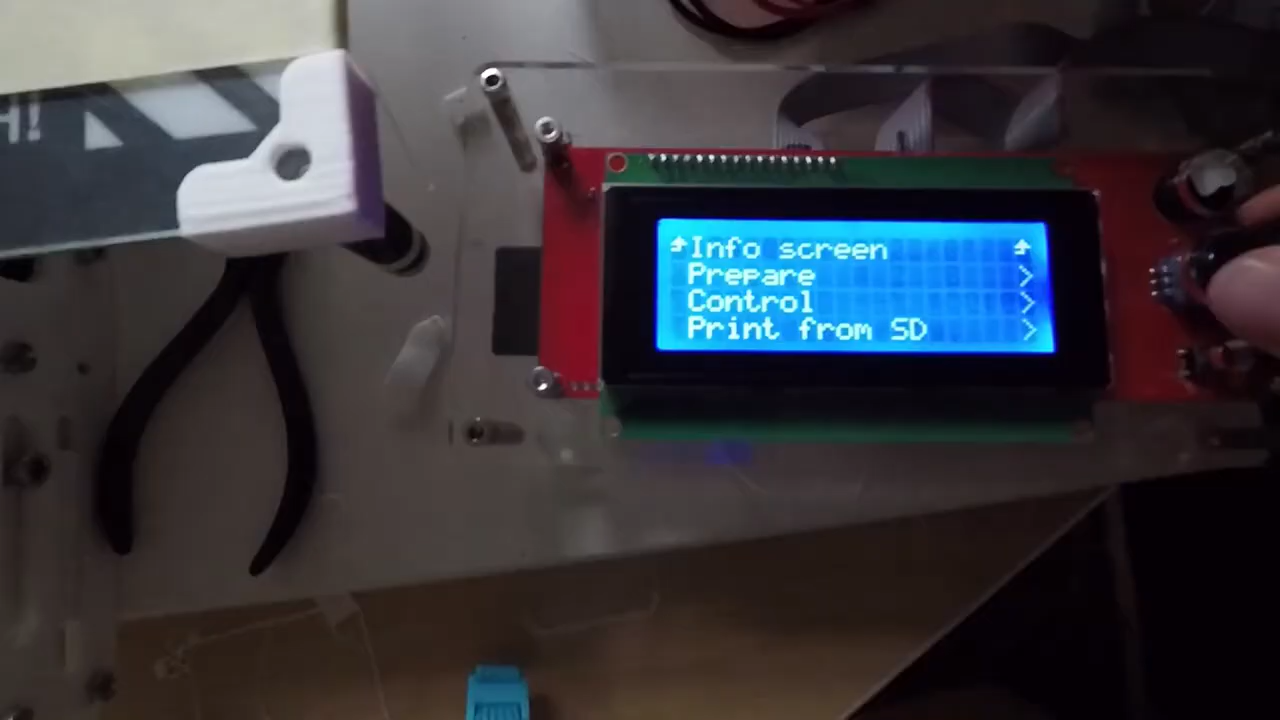 H!
Info screen
Prepare
Control
Print from SD